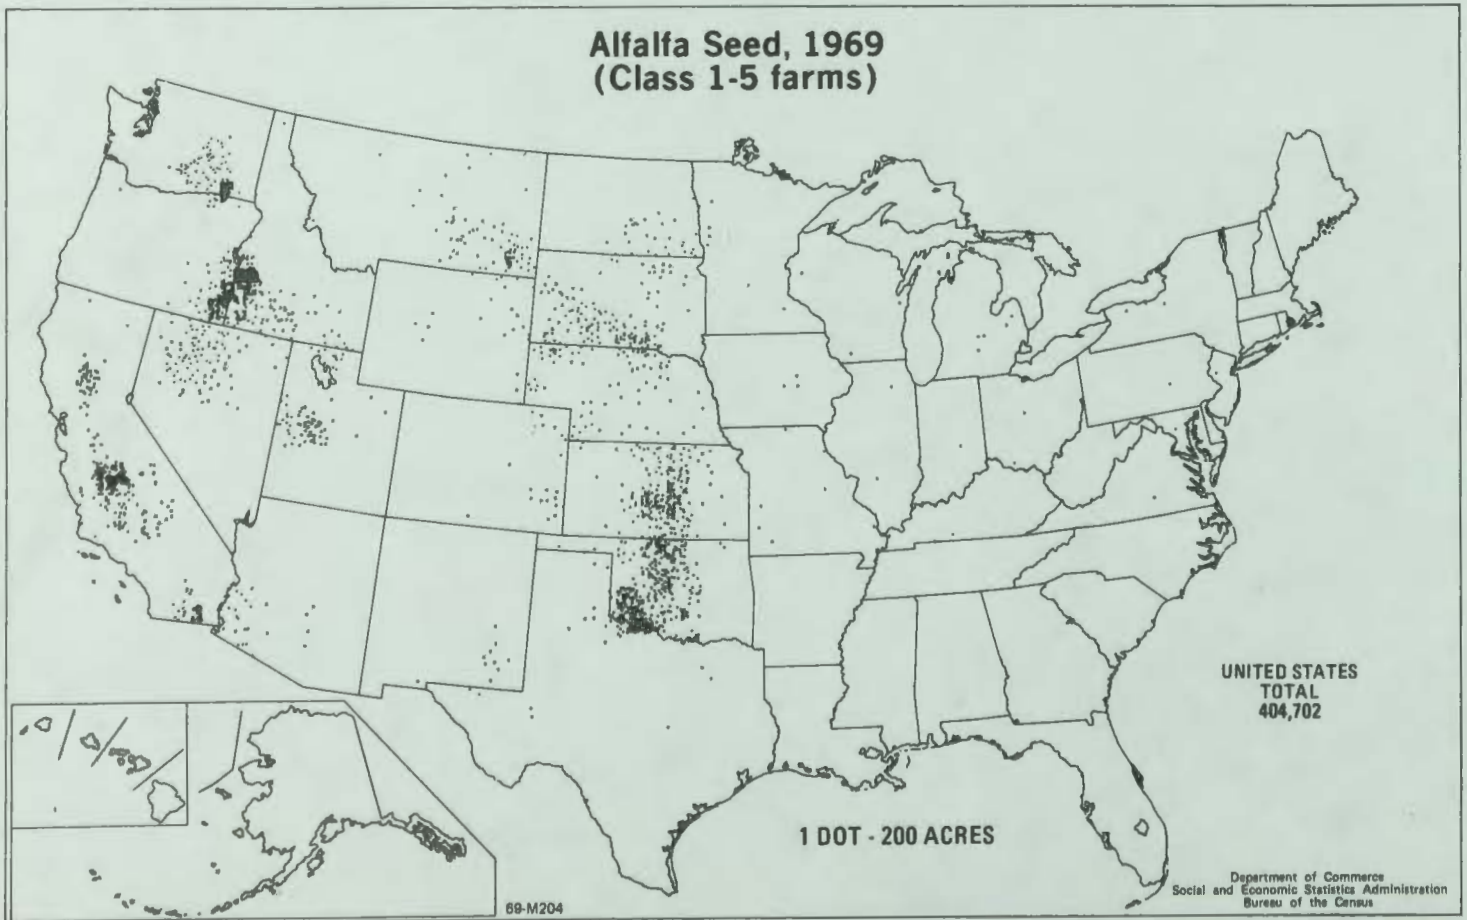 Alfalfa Seed, 1969
(Class 1-5 farms)
UNITED STATES
TOTAL
404,702
1 DOT - 200 ACRES
Department of Commerce
Social and Economic Statistics Administration
Bureau of the Census
69-M204